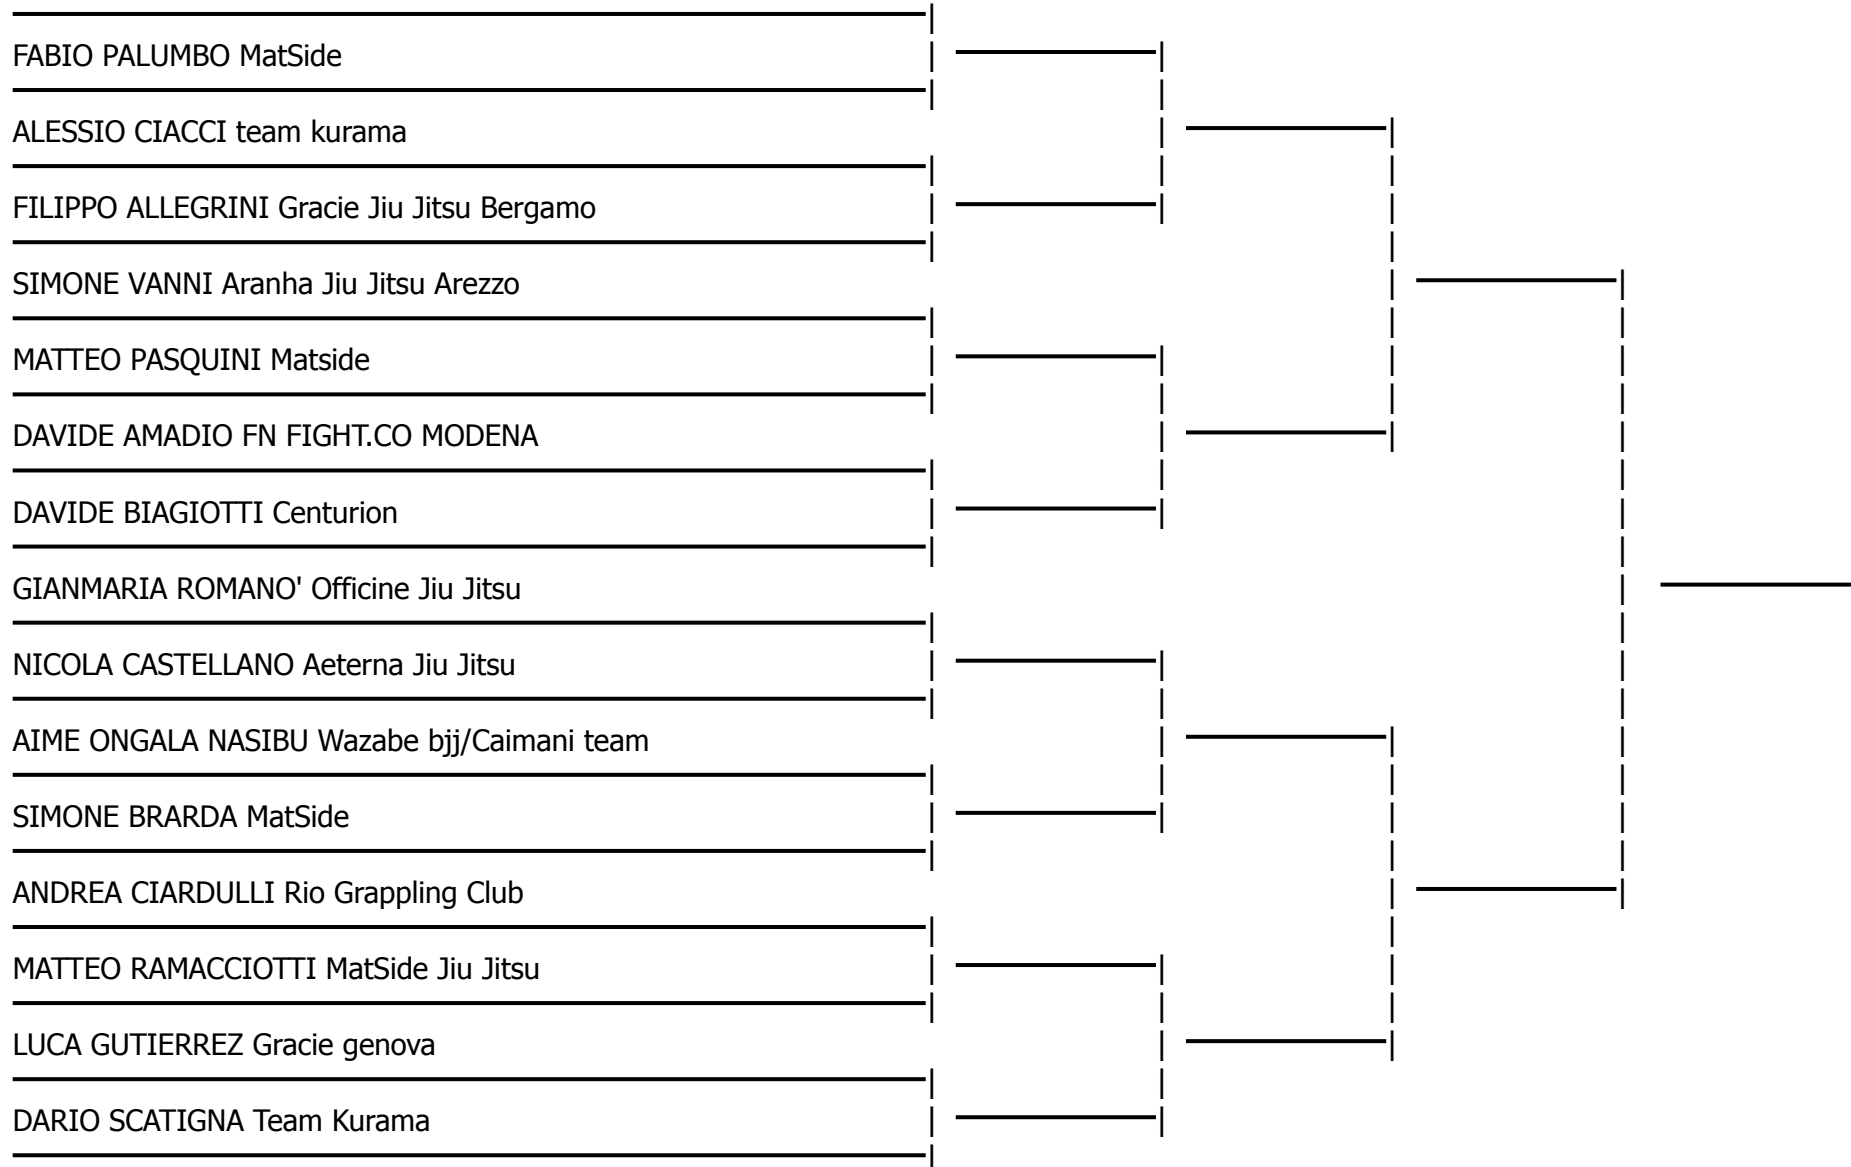 FABIO PALUMBO MatSide
ALESSIO CIACCI team kurama
FILIPPO ALLEGRINI Gracie Jiu Jitsu Bergamo
SIMONE VANNI Aranha Jiu Jitsu Arezzo
MATTEO PASQUINI Matside
DAVIDE AMADIO FN FIGHT.CO MODENA
DAVIDE BIAGIOTTI Centurion
GIANMARIA ROMANO' Officine Jiu Jitsu
NICOLA CASTELLANO Aeterna Jiu Jitsu
AIME ONGALA NASIBU Wazabe bjj/Caimani team
SIMONE BRARDA MatSide
ANDREA CIARDULLI Rio Grappling Club
MATTEO RAMACCIOTTI MatSide Jiu Jitsu
LUCA GUTIERREZ Gracie genova
DARIO SCATIGNA Team Kurama